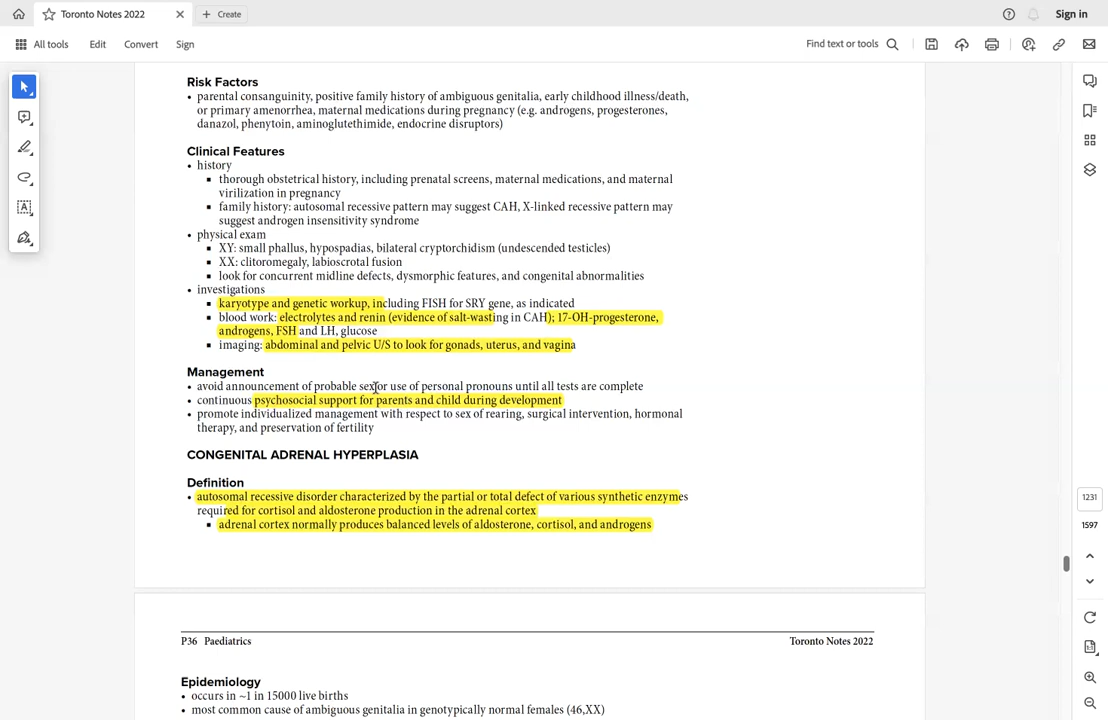 Toronto Notes 2022
Create
Sign in
All tools
Edit
Convert
Sign
Find text or tools
Risk Factors
• parental consanguinity, positive family history of ambiguous genitalia, early childhood illness/death,
or primary amenorrhea, maternal medications during pregnancy (e.g. androgens, progesterones,
danazol, phenytoin, aminoglutethimide, endocrine disruptors)
Clinical Features
• history
▪ thorough obstetrical history, including prenatal screens, maternal medications, and maternal
virilization in pregnancy
▪ family history: autosomal recessive pattern may suggest CAH, X-linked recessive pattern may
suggest androgen insensitivity syndrome
• physical exam
▪ XY: small phallus, hypospadias, bilateral cryptorchidism (undescended testicles)
▪ XX: clitoromegaly, labioscrotal fusion
▪ look for concurrent midline defects, dysmorphic features, and congenital abnormalities
• investigations
▪ karyotype and genetic workup, including FISH for SRY gene, as indicated
▪ blood work: electrolytes and renin (evidence of salt-wasting in CAH); 17-OH-progesterone,
androgens, FSH and LH, glucose
▪ imaging: abdominal and pelvic U/S to look for gonads, uterus, and vagina
Management
• avoid announcement of probable sex or use of personal pronouns until all tests are complete
• continuous psychosocial support for parents and child during development
• promote individualized management with respect to sex of rearing, surgical intervention, hormonal
therapy, and preservation of fertility
CONGENITAL ADRENAL HYPERPLASIA
Definition
• autosomal recessive disorder characterized by the partial or total defect of various synthetic enzymes
required for cortisol and aldosterone production in the adrenal cortex
▪ adrenal cortex normally produces balanced levels of aldosterone, cortisol, and androgens
1231
1597
P36 Paediatrics
Toronto Notes 2022
Epidemiology
• occurs in ~1 in 15000 live births
• most common cause of ambiguous genitalia in genotypically normal females (46,XX)